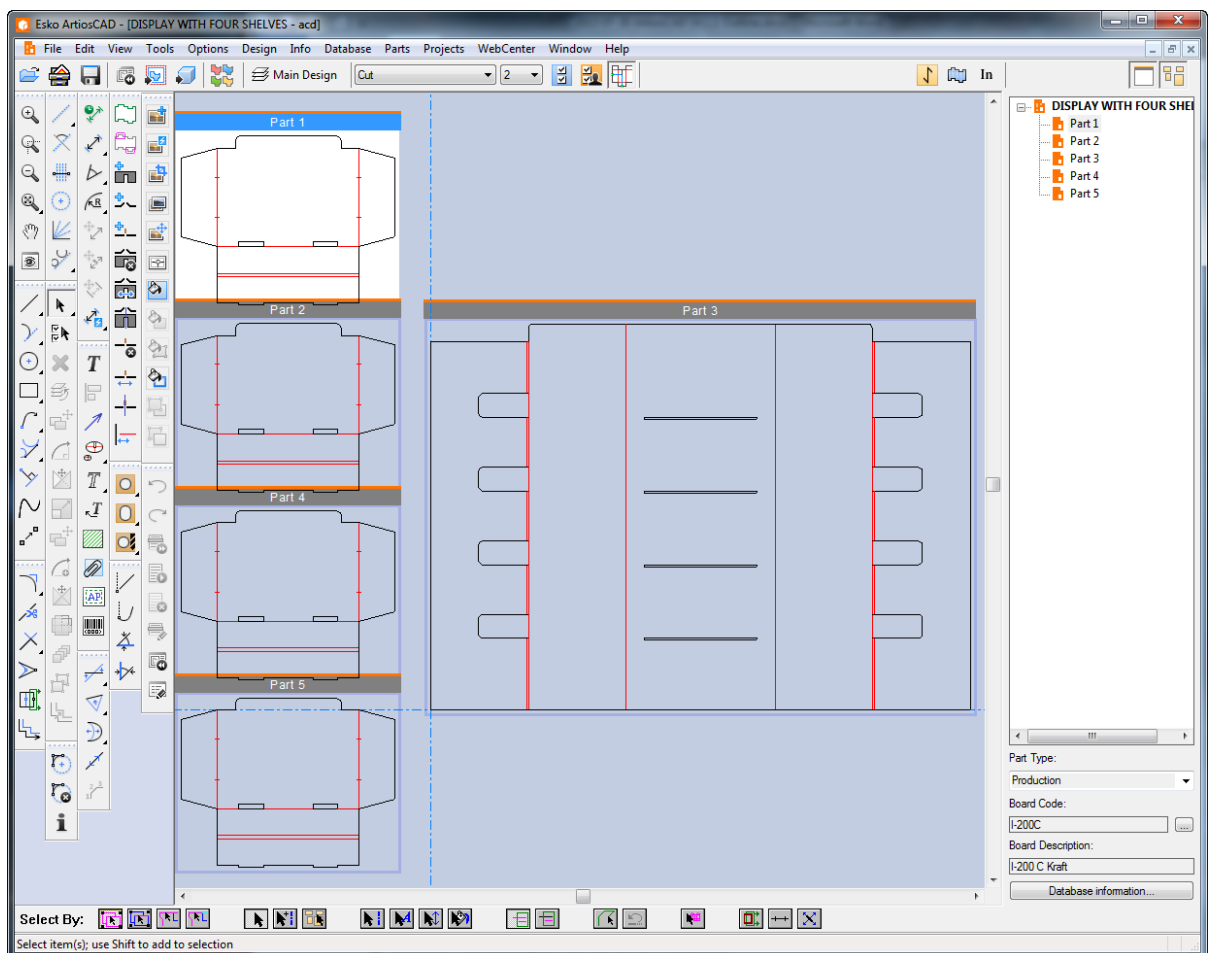 Esko ArtiosCAD - [DISPLAY WITH FOUR SHELVES - acd]
File Edit View Tools Options Design Info Database Parts Projects WebCenter Window Help
Main Design Cut 2 In
DISPLAY WITH FOUR SHEL
Part 1
Part 2
Part 3
Part 4
Part 5
Part 1
Part 2
Part 3
Part 4
Part 5
Part Type:
Production
Board Code:
I-200C
...
Board Description:
I-200 C Kraft
Database information...
Select By:
Select item(s); use Shift to add to selection